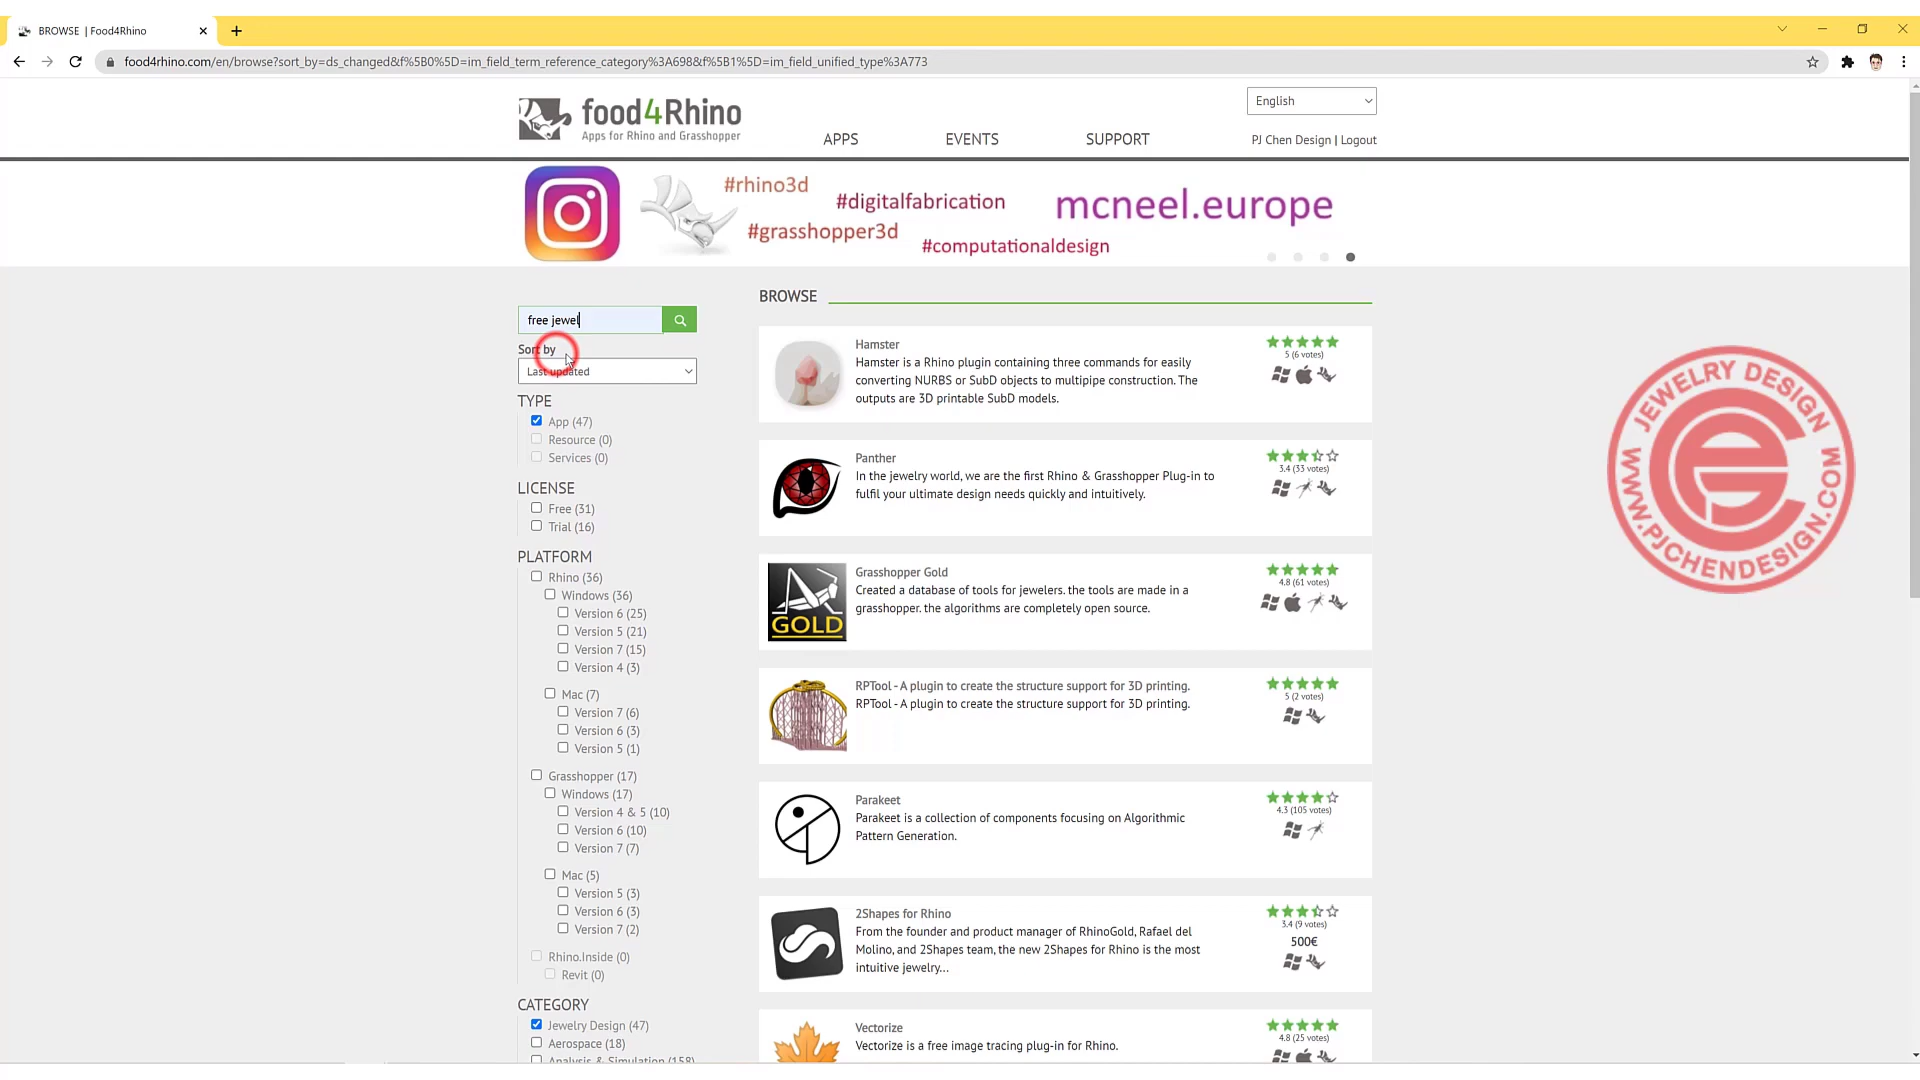 BROWSE | Food4Rhino
food4rhino.com/en/browse?sort_by=ds_changed&f%5B0%5D=im_field_term_reference_category%3A698&f%5B1%5D=im_field_unified_type%3A773
food4Rhino
Apps for Rhino and Grasshopper
APPS
EVENTS
SUPPORT
English
PJ Chen Design | Logout
#rhino3d
#digitalfabrication
#grasshopper3d
#computationaldesign
mcneel.europe
free jewel
Sort by
Last updated
TYPE
App (47)
Resource (0)
Services (0)
LICENSE
Free (31)
Trial (16)
PLATFORM
Rhino (36)
Windows (36)
Version 6 (25)
Version 5 (21)
Version 7 (15)
Version 4 (3)
Mac (7)
Version 7 (6)
Version 6 (3)
Version 5 (1)
Grasshopper (17)
Windows (17)
Version 4 & 5 (10)
Version 6 (10)
Version 7 (7)
Mac (5)
Version 5 (3)
Version 6 (3)
Version 7 (2)
Rhino.Inside (0)
Revit (0)
CATEGORY
Jewelry Design (47)
Aerospace (18)
Analysis & Simulation (158)
BROWSE
Hamster
Hamster is a Rhino plugin containing three commands for easily
converting NURBS or SubD objects to multipipe construction. The
outputs are 3D printable SubD models.
5 (6 votes)
Panther
In the jewelry world, we are the first Rhino & Grasshopper Plug-in to
fulfil your ultimate design needs quickly and intuitively.
3.4 (33 votes)
GOLD
Grasshopper Gold
Created a database of tools for jewelers. the tools are made in a
grasshopper. the algorithms are completely open source.
4.8 (61 votes)
RPTool - A plugin to create the structure support for 3D printing.
RPTool - A plugin to create the structure support for 3D printing.
5 (2 votes)
Parakeet
Parakeet is a collection of components focusing on Algorithmic
Pattern Generation.
4.3 (105 votes)
2Shapes for Rhino
From the founder and product manager of RhinoGold, Rafael del
Molino, and 2Shapes team, the new 2Shapes for Rhino is the most
intuitive jewelry...
3.4 (9 votes)
500€
Vectorize
Vectorize is a free image tracing plug-in for Rhino.
4.8 (25 votes)
JEWELRY DESIGN
WWW.PJCHENDESIGN.COM